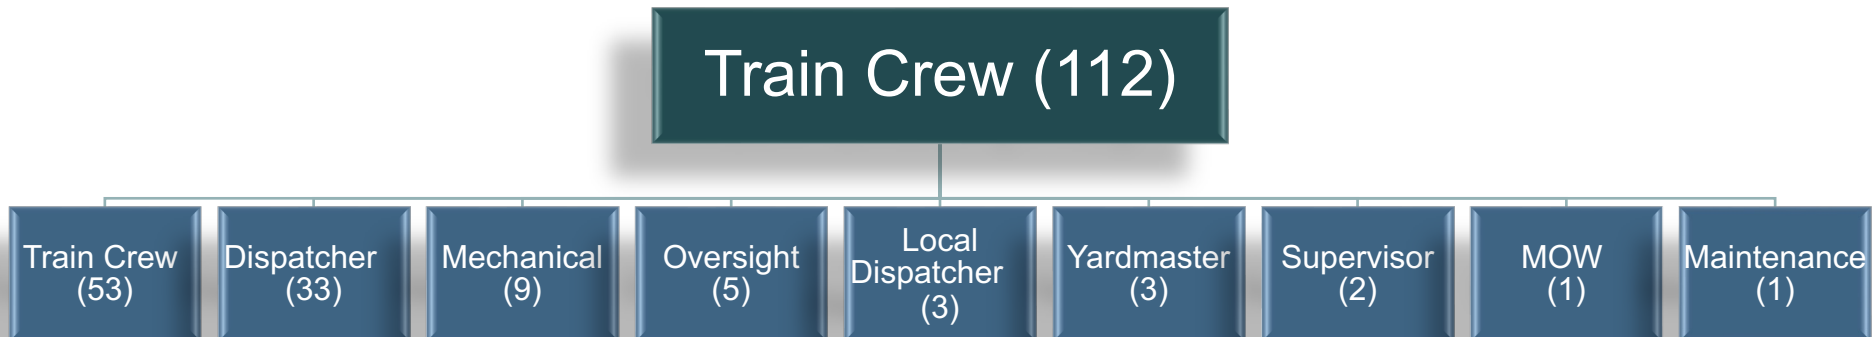 Train Crew (112)
Train Crew
(53)
Dispatcher
(33)
Mechanical
(9)
Oversight
(5)
Local
Dispatcher
(3)
Yardmaster
(3)
Supervisor
(2)
MOW
(1)
Maintenance
(1)